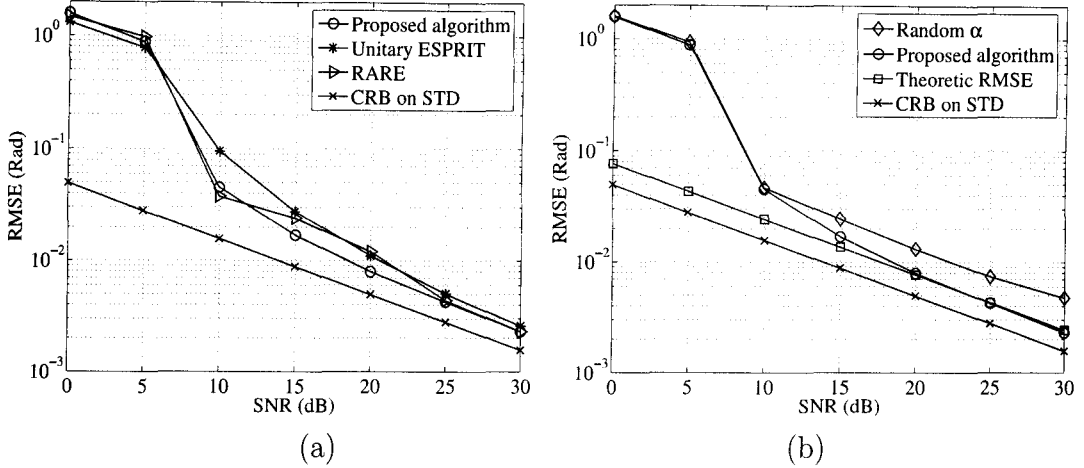 Proposed algorithm
Unitary ESPRIT
RARE
CRB on STD
10^0
10^-1
10^-2
10^-3
RMSE (Rad)
0 5 10 15 20 25 30
SNR (dB)
(a)
Random α
Proposed algorithm
Theoretic RMSE
CRB on STD
10^0
10^-1
10^-2
10^-3
RMSE (Rad)
0 5 10 15 20 25 30
SNR (dB)
(b)